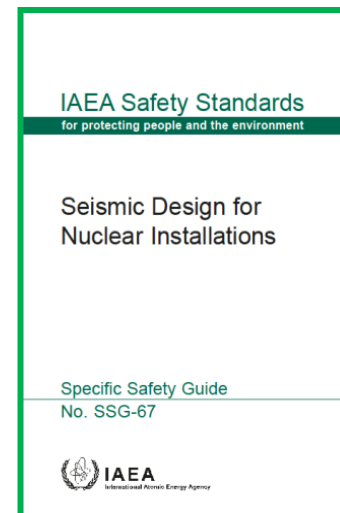 IAEA Safety Standards
for protecting people and the environment
Seismic Design for
Nuclear Installations
Specific Safety Guide
No. SSG-67
IAEA
International Atomic Energy Agency